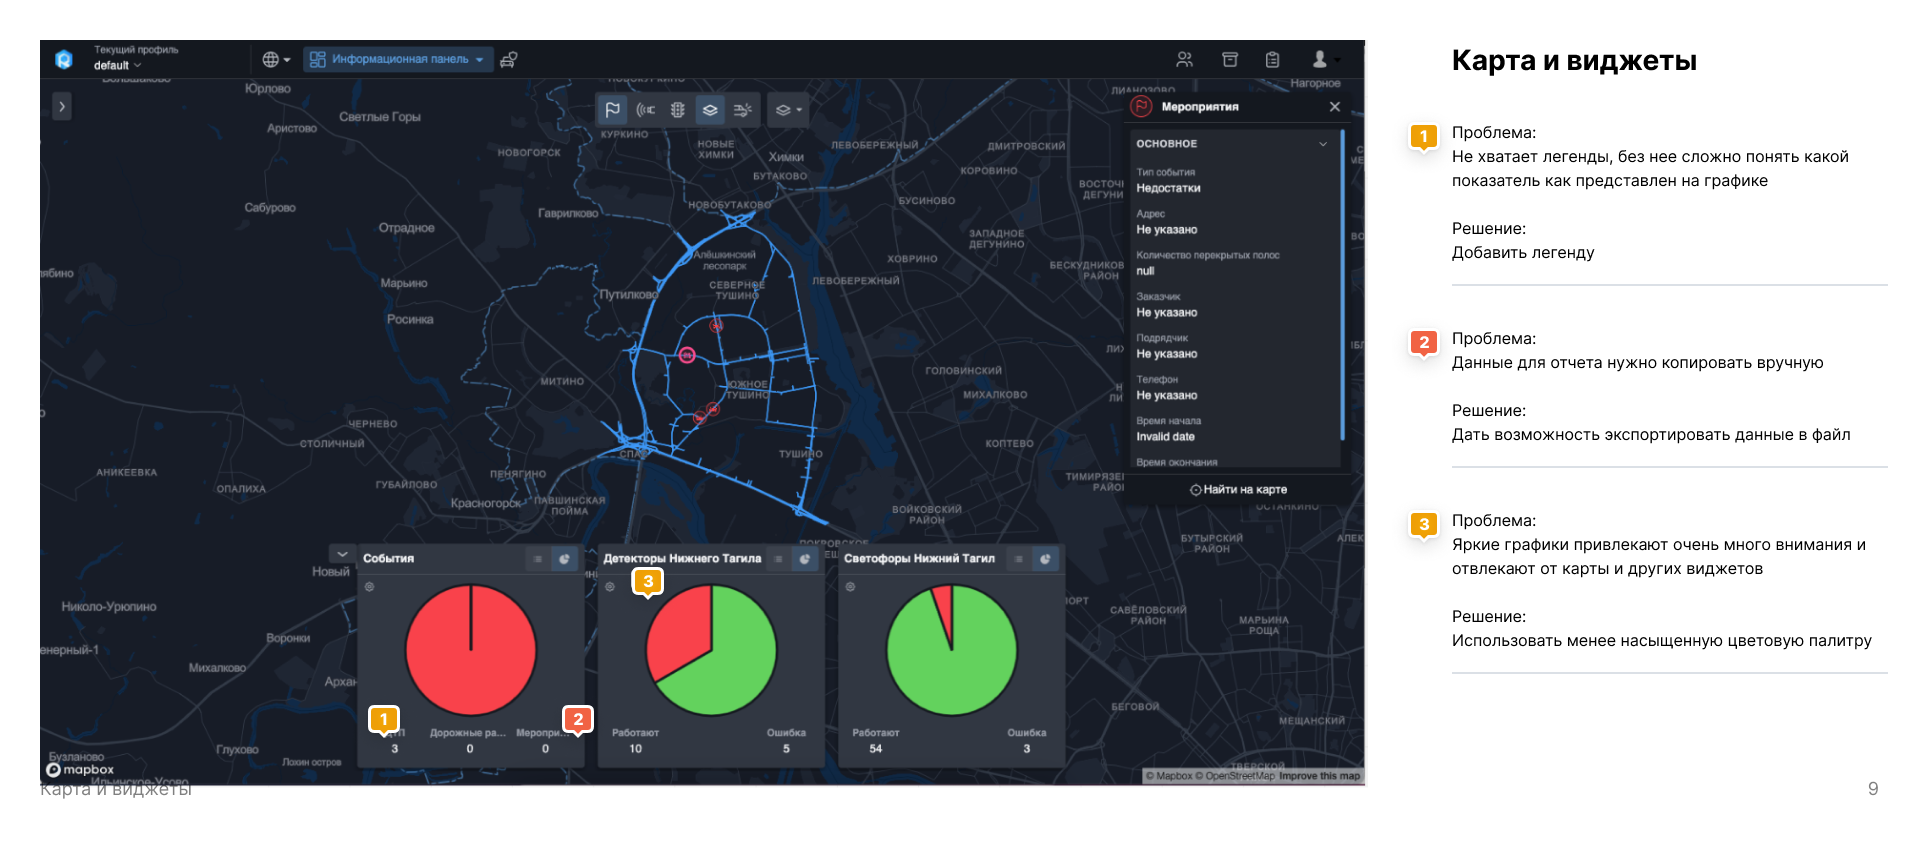 Текущий профиль
default
Информационная панель
Нагорное
Юрлово
Светлые Горы
Аристово
КУРКИНО
НОВОГОРСК
НОВЫЕ
ХИМКИ
Химки
БУТАКОВО
ЛЕВОБЕРЕЖНЫЙ
ДМИТРОВСКИЙ
КОРОВИНО
Сабурово
Гаврилково
НОВОБУТАКОВО
БУСИНОВО
Отрадное
ЗАПАДНОЕ
ДЕГУНИНО
Алёшкинский
лесопарк
ХОВРИНО
Марьино
Путилково
СЕВЕРНОЕ
ТУШИНО
ЛЕВОБЕРЕЖНЫЙ
Росинка
МИТИНО
ЮЖНОЕ
ТУШИНО
ГОЛОВИНСКИЙ
МИХАЛКОВО
ЧЕРНЕВО
СТОЛИЧНЫЙ
КОПТЕВО
АНИКЕЕВКА
ПЕНЯГИНО
ТУШИНО
ОПАЛИХА
ГУБАЙЛОВО
Красногорск
ПАВШИНСКАЯ
ПОЙМА
ВОЙКОВСКИЙ
РАЙОН
БУТЫРСКИЙ
РАЙОН
Мероприятия
ОСНОВНОЕ
Тип события
Недостатки
Адрес
Не указано
Количество перекрытых полос
null
Заказчик
Не указано
Подрядчик
Не указано
Телефон
Не указано
Время начала
Invalid date
Время окончания
Найти на карте
Новый
Николо-Урюпино
Воронки
Михалково
Глухово
Лохин остров
Бузланово
Ильинское-Усово
САВЁЛОВСКИЙ
РАЙОН
МАРЬИНА
РОЩА
БЕГОВОЙ
МЕЩАНСКИЙ
ТВЕРСКОЙ
События
1
2
Дорожные ра...
Меропри...
3
0
0
Детекторы Нижнего Тагила
3
Работают
Ошибка
10
5
Светофоры Нижний Тагил
Работают
Ошибка
54
3
mapbox
© Mapbox © OpenStreetMap Improve this map
Карта и виджеты
1
Проблема:
Не хватает легенды, без нее сложно понять какой
показатель как представлен на графике
Решение:
Добавить легенду
2
Проблема:
Данные для отчета нужно копировать вручную
Решение:
Дать возможность экспортировать данные в файл
3
Проблема:
Яркие графики привлекают очень много внимания и
отвлекают от карты и других виджетов
Решение:
Использовать менее насыщенную цветовую палитру
Карта и виджеты
9